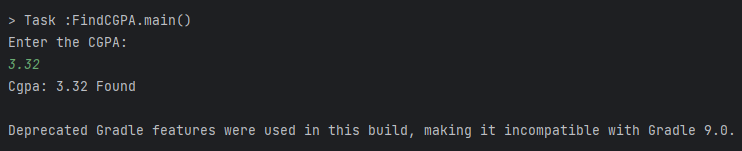 > Task :FindCGPA.main()
Enter the CGPA:
3.32
Cgpa: 3.32 Found
Deprecated Gradle features were used in this build, making it incompatible with Gradle 9.0.